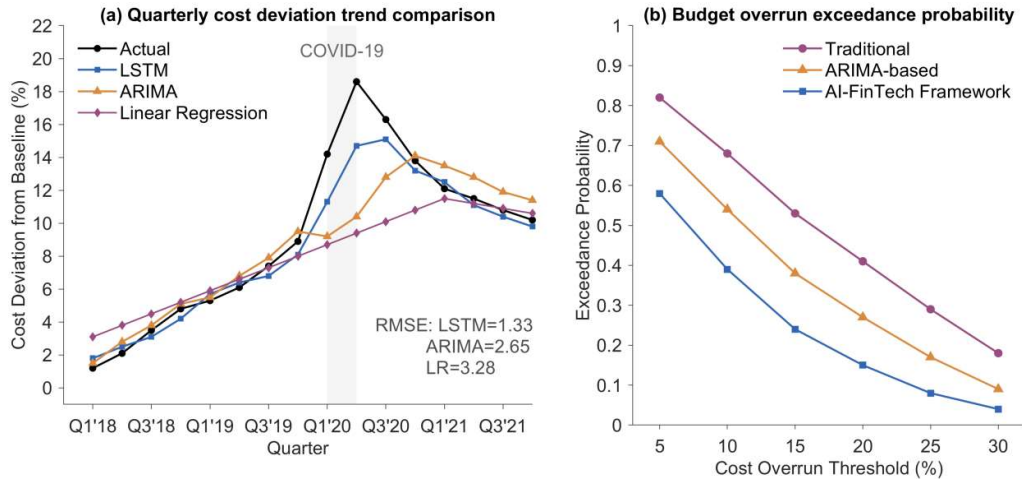 (a) Quarterly cost deviation trend comparison
22
20
18
16
14
12
10
8
6
4
2
0
Cost Deviation from Baseline (%)
Actual
LSTM
ARIMA
Linear Regression
COVID-19
RMSE: LSTM=1.33
ARIMA=2.65
LR=3.28
Q1'18
Q3'18
Q1'19
Q3'19
Q1'20
Q3'20
Q1'21
Q3'21
Quarter
(b) Budget overrun exceedance probability
1
0.9
0.8
0.7
0.6
0.5
0.4
0.3
0.2
0.1
0
Exceedance Probability
Traditional
ARIMA-based
AI-FinTech Framework
5
10
15
20
25
30
Cost Overrun Threshold (%)